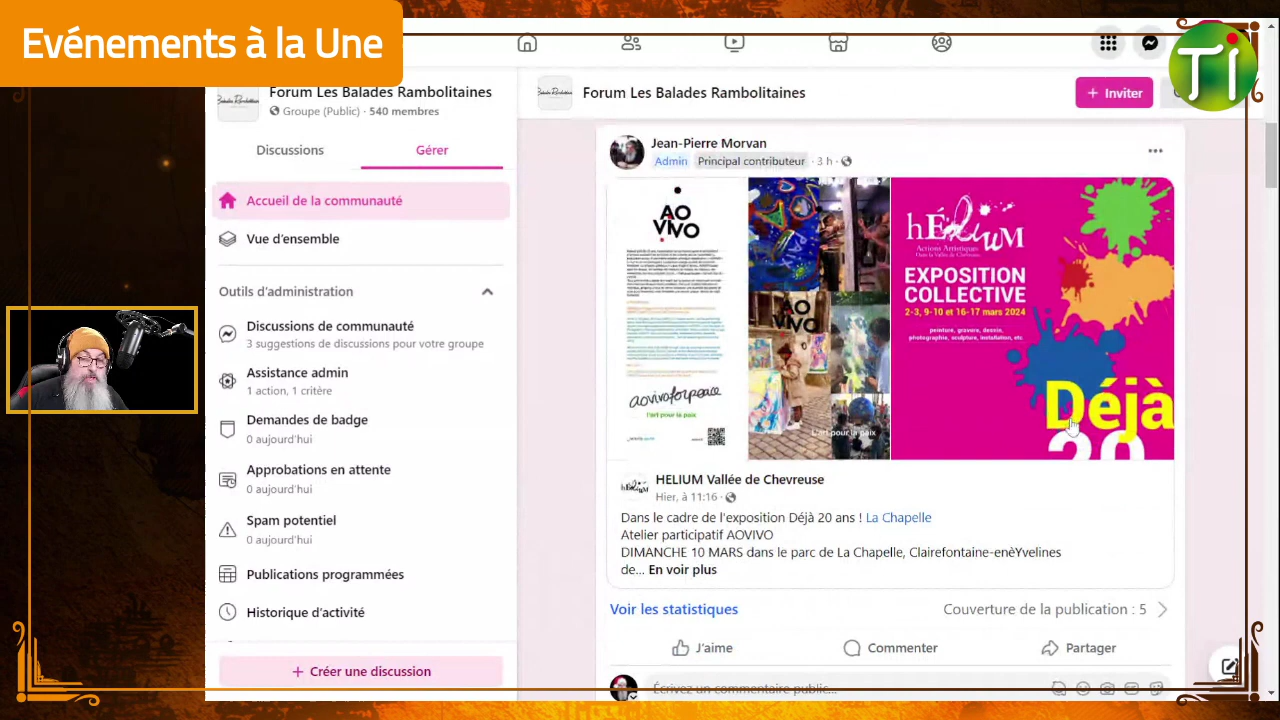 Evénements à la Une
Ti
Forum Les Balades Rambolitaines
Groupe (Public) · 540 membres
Discussions
Gérer
Accueil de la communauté
Vue d'ensemble
Outils d'administration
Discussions de communauté
3 suggestions de discussions pour votre groupe
Assistance admin
1 action, 1 critère
Demandes de badge
0 aujourd'hui
Approbations en attente
0 aujourd'hui
Spam potentiel
0 aujourd'hui
Publications programmées
Historique d'activité
+ Créer une discussion
Forum Les Balades Rambolitaines
+ Inviter
Jean-Pierre Morvan
Admin Principal contributeur · 3 h ·
AO
VIVO
aovivoforpeace
l'art pour la paix
AO
L'art pour la paix
hÉLIUM
Actions Artistiques
Dans la Vallée de Chevreuse
EXPOSITION
COLLECTIVE
2-3, 9-10 et 16-17 mars 2024
peinture, gravure, dessin,
photographie, sculpture, installation, etc.
Déjà
20
HELIUM Vallée de Chevreuse
Hier, à 11:16 ·
Dans le cadre de l'exposition Déjà 20 ans ! La Chapelle
Atelier participatif AOVIVO
DIMANCHE 10 MARS dans le parc de La Chapelle, Clairefontaine-enèYvelines
de... En voir plus
Voir les statistiques
Couverture de la publication : 5
J'aime
Commenter
Partager
Écrivez un commentaire public...